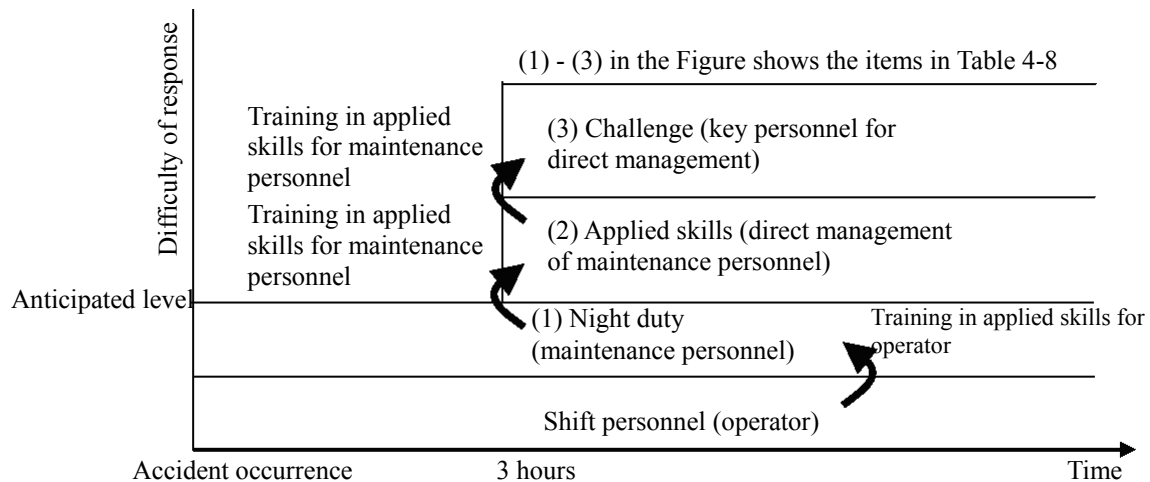 Difficulty of response
(1) - (3) in the Figure shows the items in Table 4-8
Training in applied
skills for maintenance
personnel
(3) Challenge (key personnel for
direct management)
Training in applied
skills for maintenance
personnel
(2) Applied skills (direct management
of maintenance personnel)
Anticipated level
(1) Night duty
(maintenance personnel)
Training in applied skills for
operator
Shift personnel (operator)
Accident occurrence
3 hours
Time